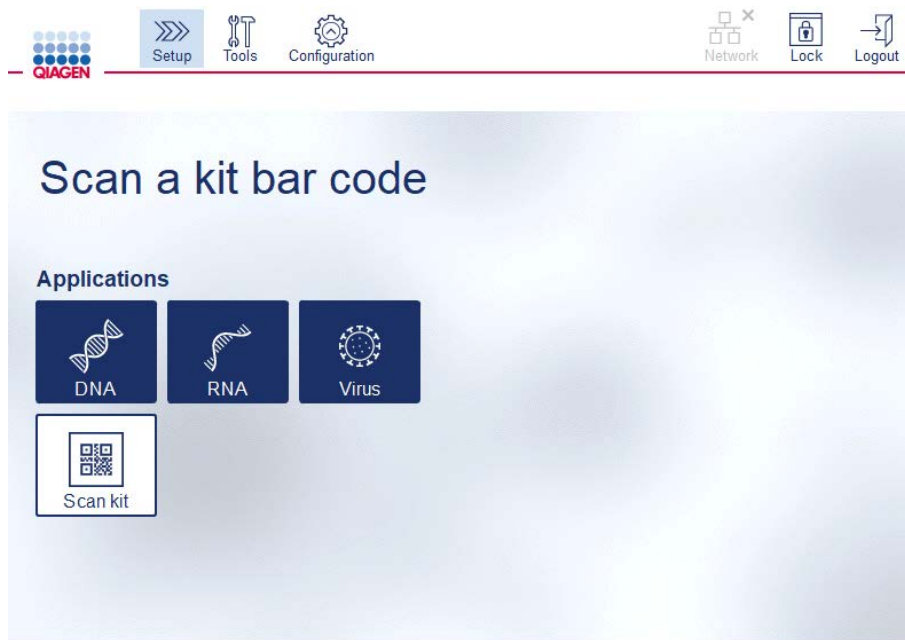 QIAGEN
Setup Tools Configuration Network Lock Logout
Scan a kit bar code
Applications
DNA RNA Virus
Scan kit